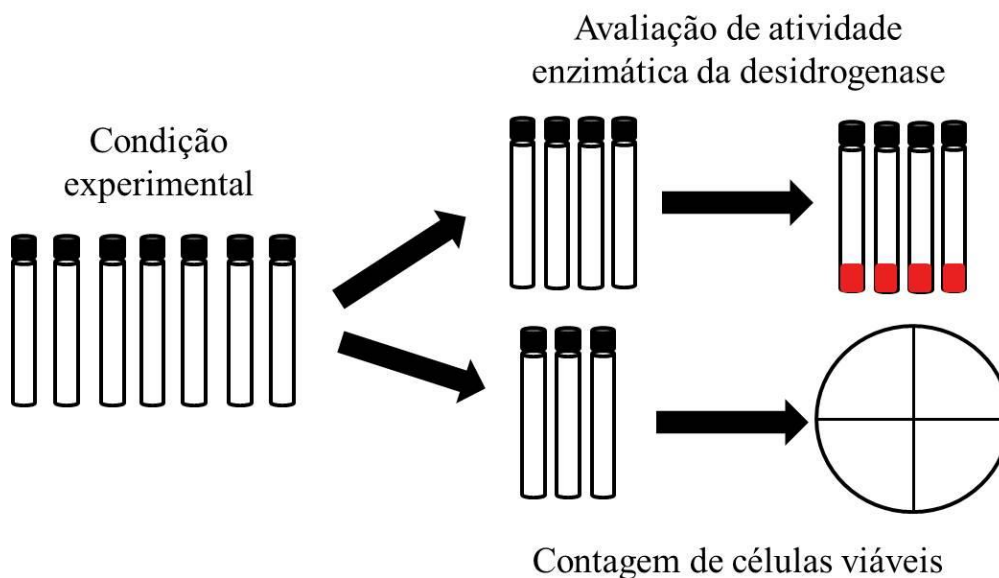 Avaliação de atividade
enzimática da desidrogenase
Condição
experimental
Contagem de células viáveis